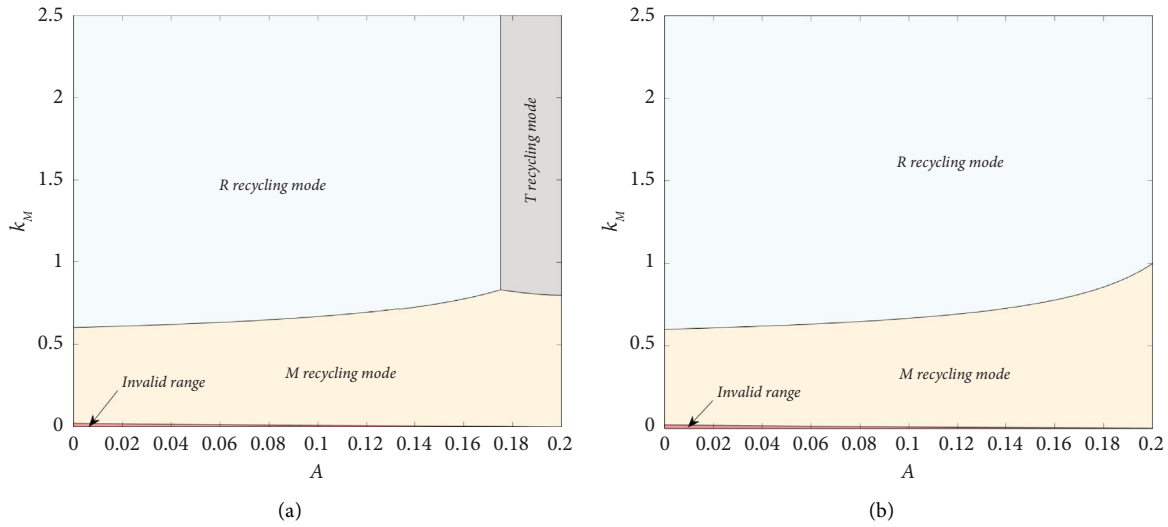 2.5
2
1.5
1
0.5
0
k_M
R recycling mode
T recycling mode
M recycling mode
Invalid range
0 0.02 0.04 0.06 0.08 0.1 0.12 0.14 0.16 0.18 0.2
A
(a)
2.5
2
1.5
1
0.5
0
k_M
R recycling mode
M recycling mode
Invalid range
0 0.02 0.04 0.06 0.08 0.1 0.12 0.14 0.16 0.18 0.2
A
(b)